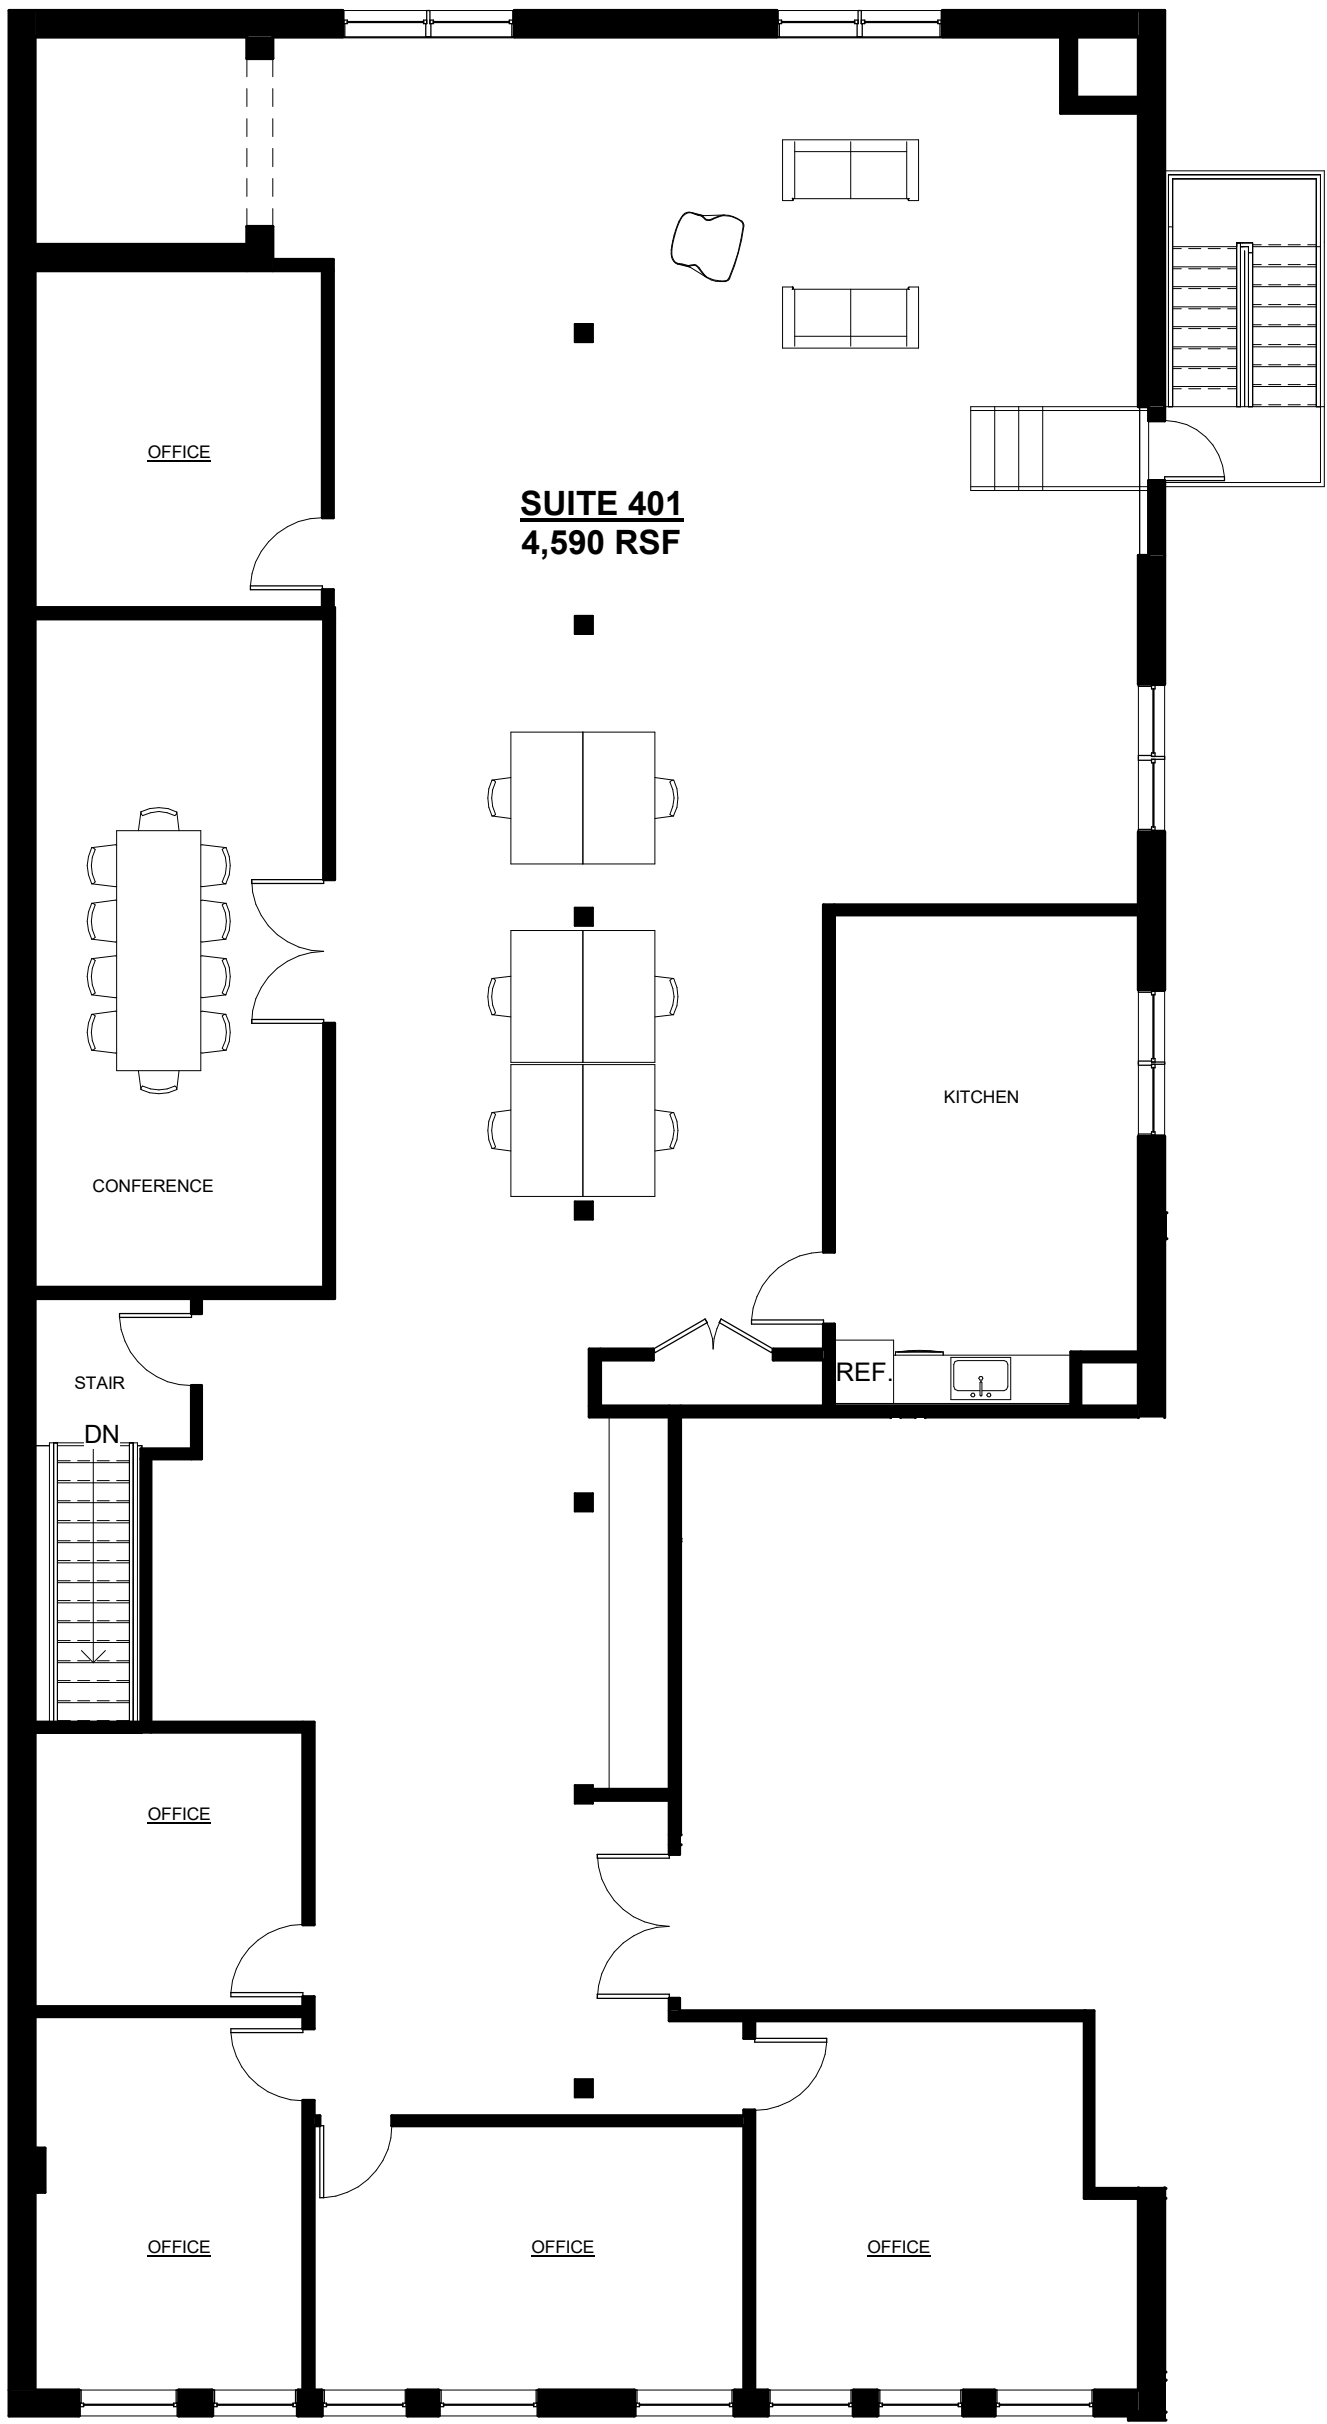 OFFICE
SUITE 401
4,590 RSF
KITCHEN
CONFERENCE
REF.
STAIR
DN
OFFICE
OFFICE
OFFICE
OFFICE